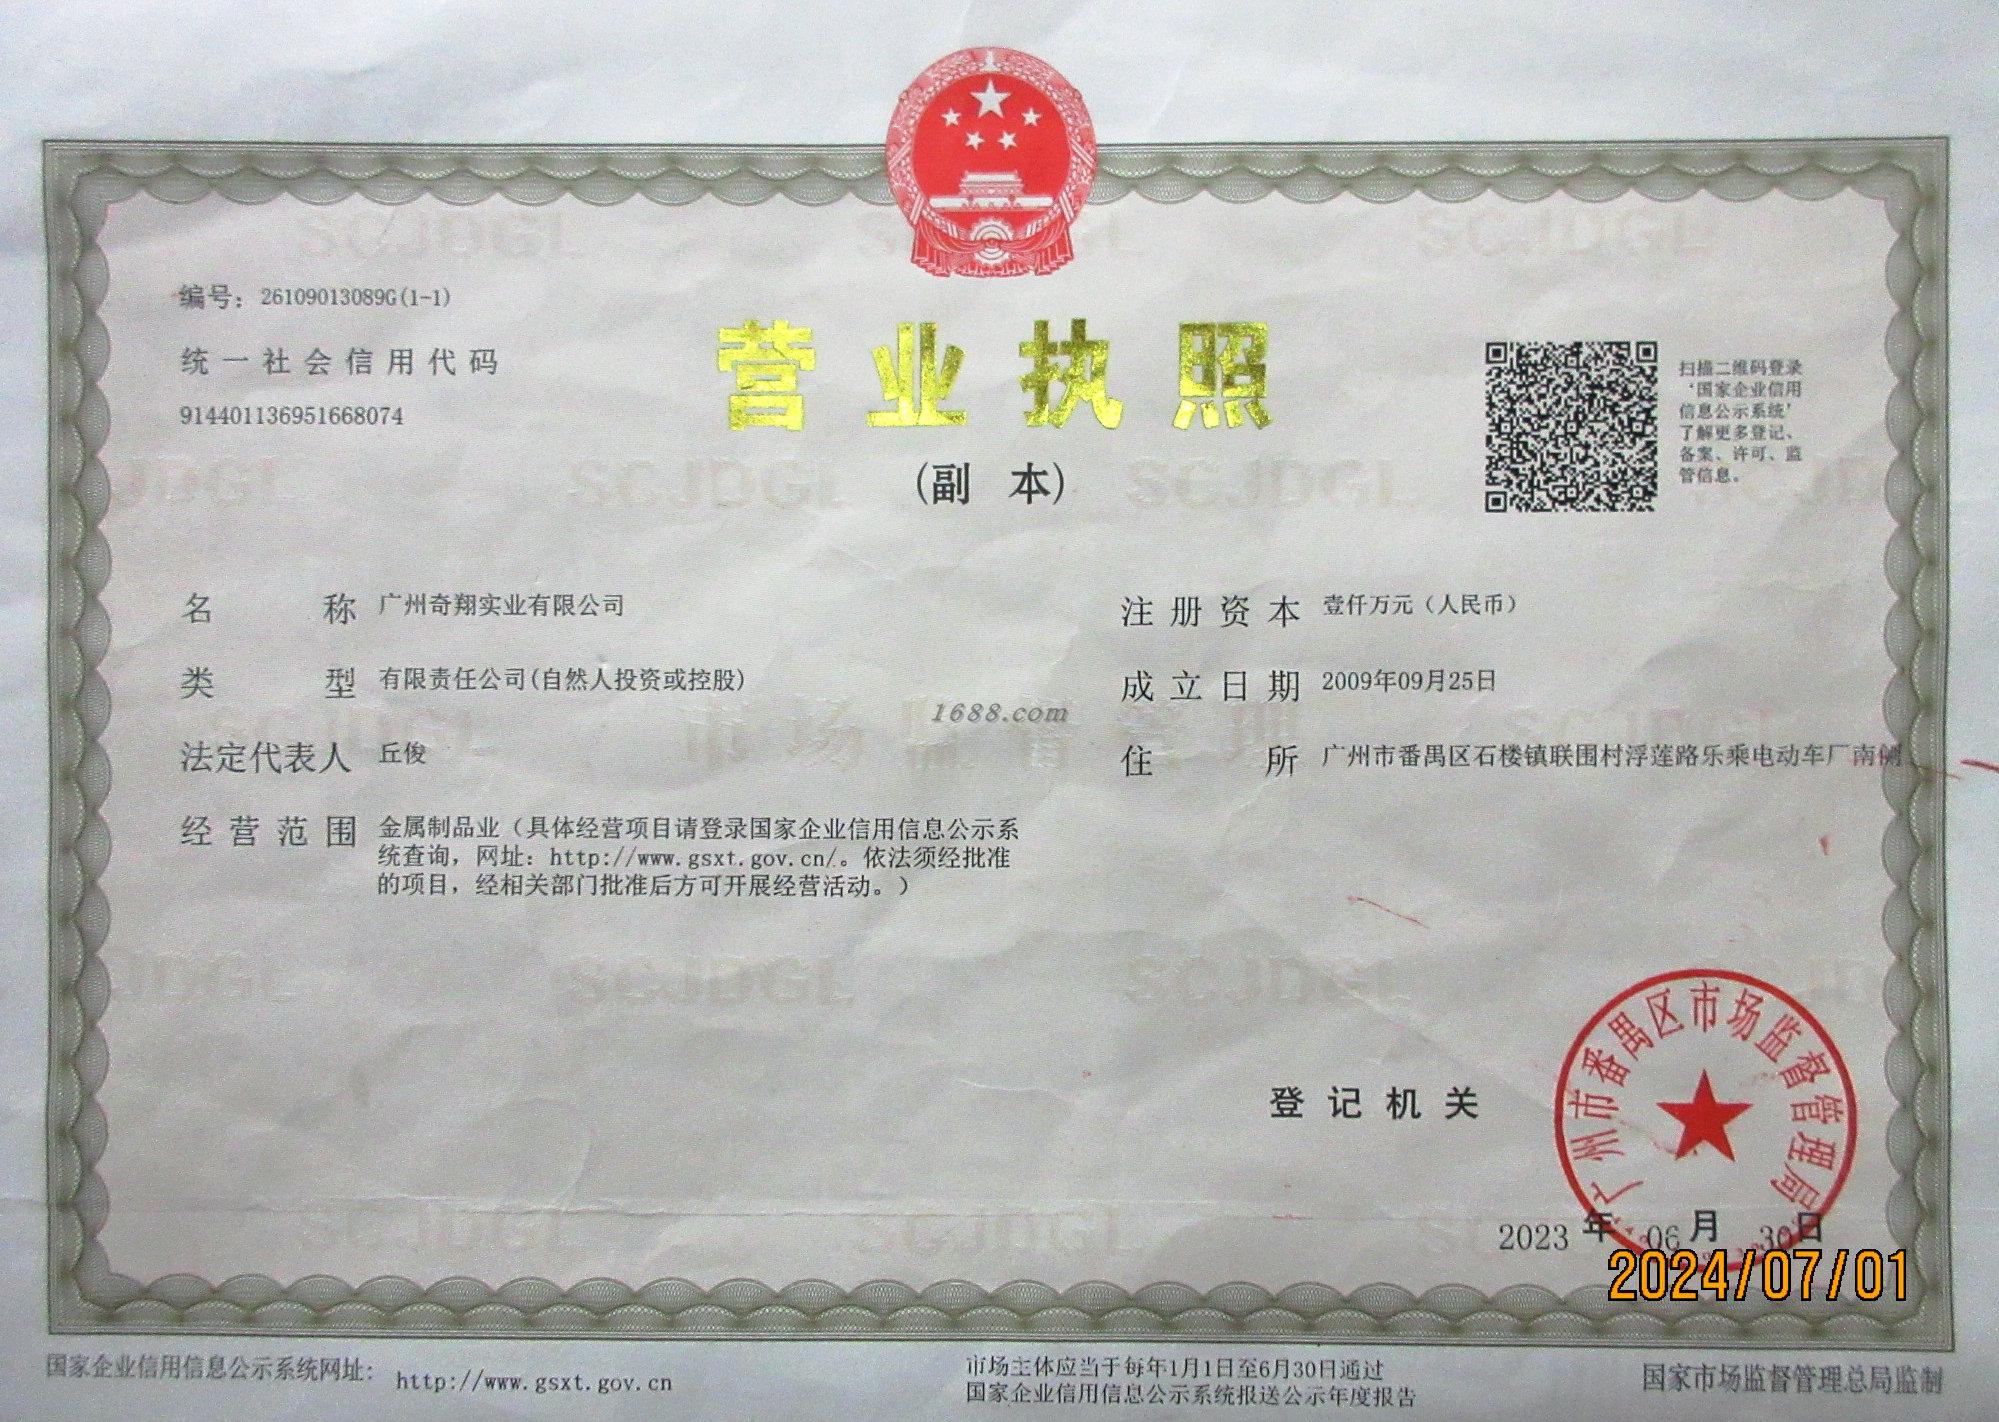 编号：26109013089G(1-1)
统一社会信用代码
914401136951668074
营业执照
(副本)
扫描二维码登录
'国家企业信用
信息公示系统'
了解更多登记、
备案、许可、监
管信息。
名称 广州奇翔实业有限公司
注册资本 壹仟万元（人民币）
类型 有限责任公司(自然人投资或控股)
成立日期 2009年09月25日
1688.com
法定代表人 丘俊
住所 广州市番禺区石楼镇联围村浮莲路乐乘电动车厂南侧
经营范围 金属制品业（具体经营项目请登录国家企业信用信息公示系
统查询，网址：http://www.gsxt.gov.cn/。依法须经批准
的项目，经相关部门批准后方可开展经营活动。）
登记机关
广州市番禺区市场监督管理局
2023年06月30日
2024/07/01
国家企业信用信息公示系统网址：http://www.gsxt.gov.cn
市场主体应当于每年1月1日至6月30日通过
国家企业信用信息公示系统报送公示年度报告
国家市场监督管理总局监制